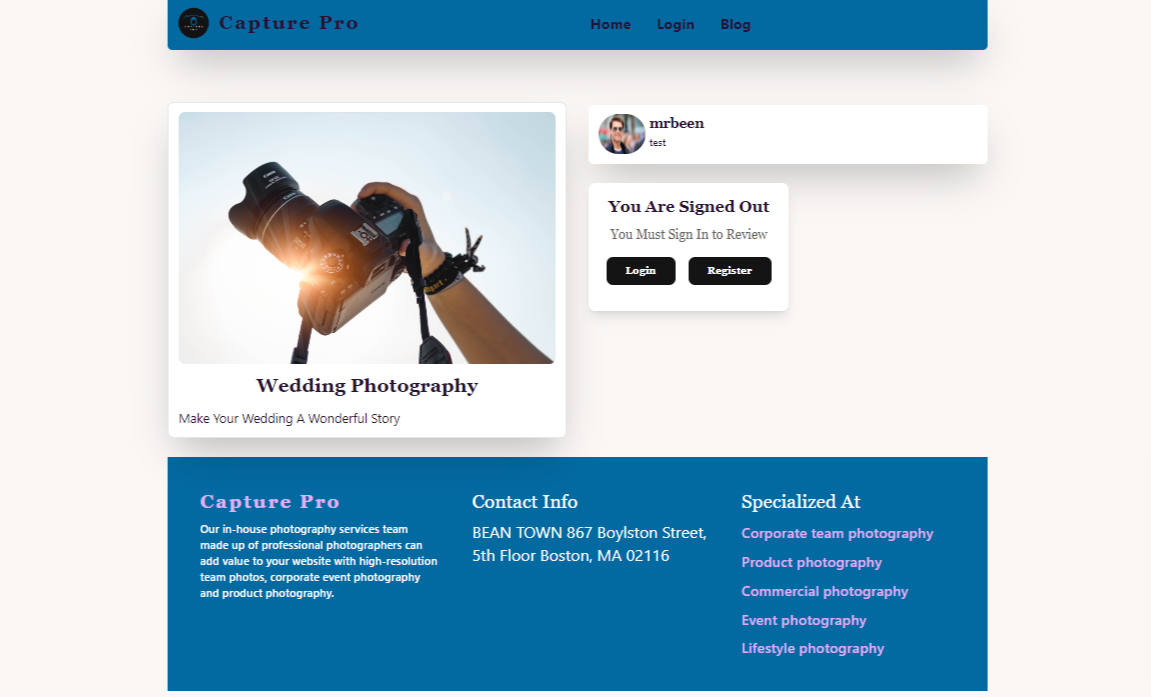 Capture Pro
Home Login Blog
mrbeen
test
You Are Signed Out
You Must Sign In to Review
Login Register
Canon
Wedding Photography
Make Your Wedding A Wonderful Story
Capture Pro
Our in-house photography services team
made up of professional photographers can
add value to your website with high-resolution
team photos, corporate event photography
and product photography.
Contact Info
BEAN TOWN 867 Boylston Street,
5th Floor Boston, MA 02116
Specialized At
Corporate team photography
Product photography
Commercial photography
Event photography
Lifestyle photography